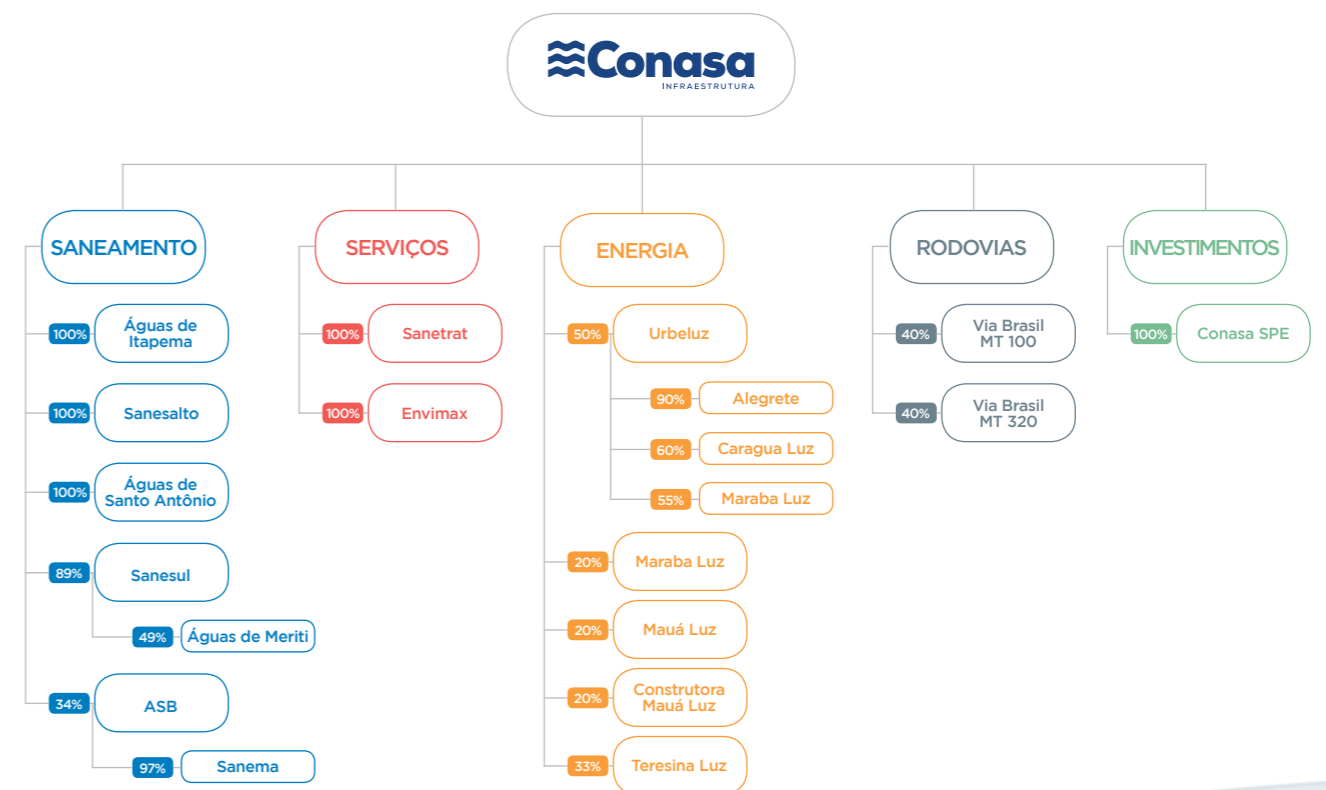 Conasa
INFRAESTRUTURA
SANEAMENTO
100%
Águas de
Itapema
100%
Sanesalto
100%
Águas de
Santo Antônio
89%
Sanesul
49%
Águas de Meriti
34%
ASB
97%
Sanema
SERVIÇOS
100%
Sanetrat
100%
Envimax
ENERGIA
50%
Urbeluz
90%
Alegrete
60%
Caragua Luz
55%
Maraba Luz
20%
Maraba Luz
20%
Mauá Luz
20%
Construtora
Mauá Luz
33%
Teresina Luz
RODOVIAS
40%
Via Brasil
MT 100
40%
Via Brasil
MT 320
INVESTIMENTOS
100%
Conasa SPE